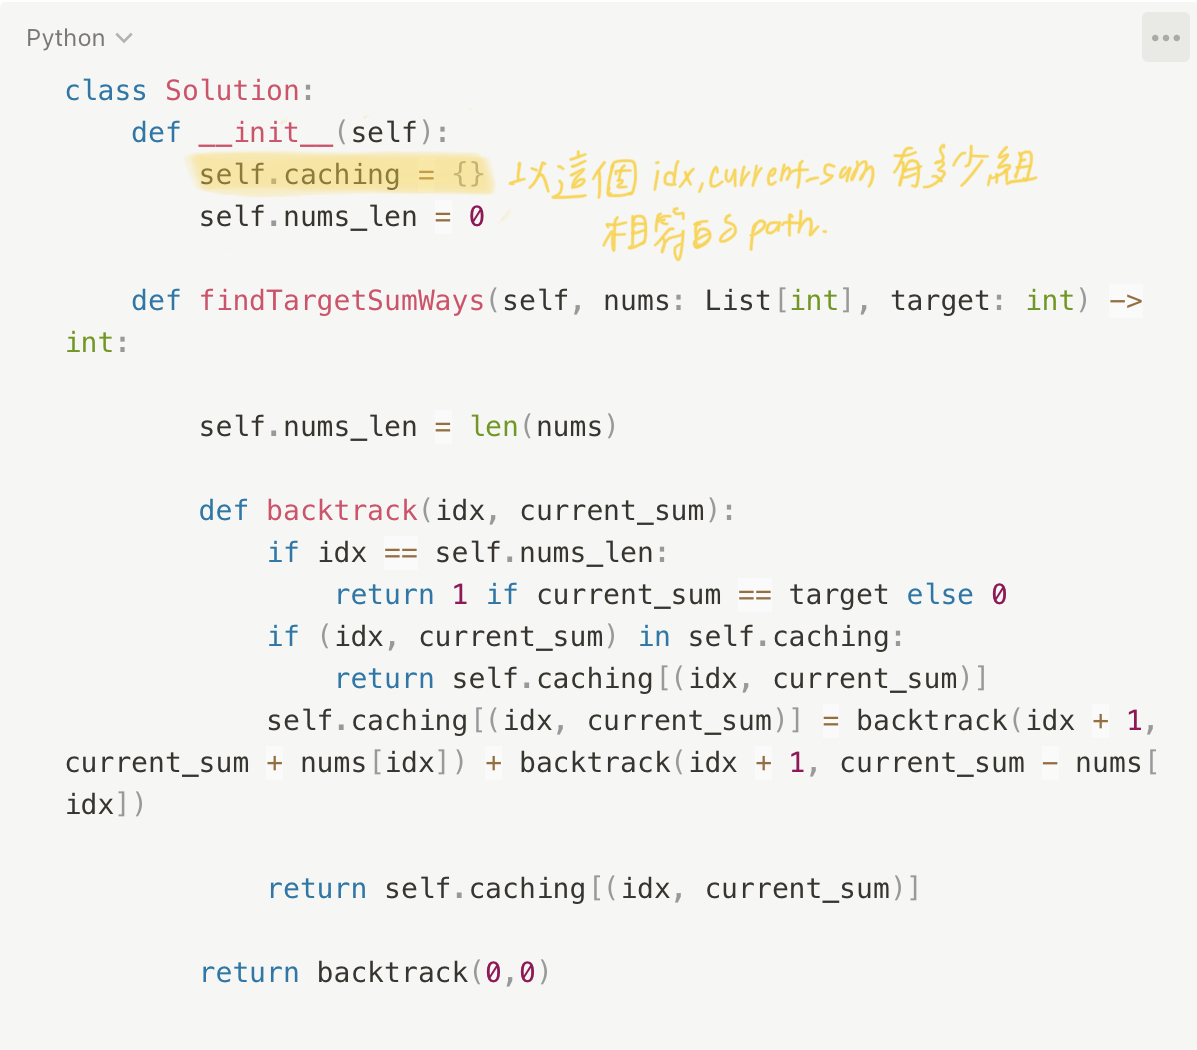 Python
class Solution:
def __init__(self):
self.caching = {}
以這個 idx,current_sum 有多少組
self.nums_len = 0
相等的 path.
def findTargetSumWays(self, nums: List[int], target: int) ->
int:
self.nums_len = len(nums)
def backtrack(idx, current_sum):
if idx == self.nums_len:
return 1 if current_sum == target else 0
if (idx, current_sum) in self.caching:
return self.caching[(idx, current_sum)]
self.caching[(idx, current_sum)] = backtrack(idx + 1,
current_sum + nums[idx]) + backtrack(idx + 1, current_sum - nums[
idx])
return self.caching[(idx, current_sum)]
return backtrack(0,0)